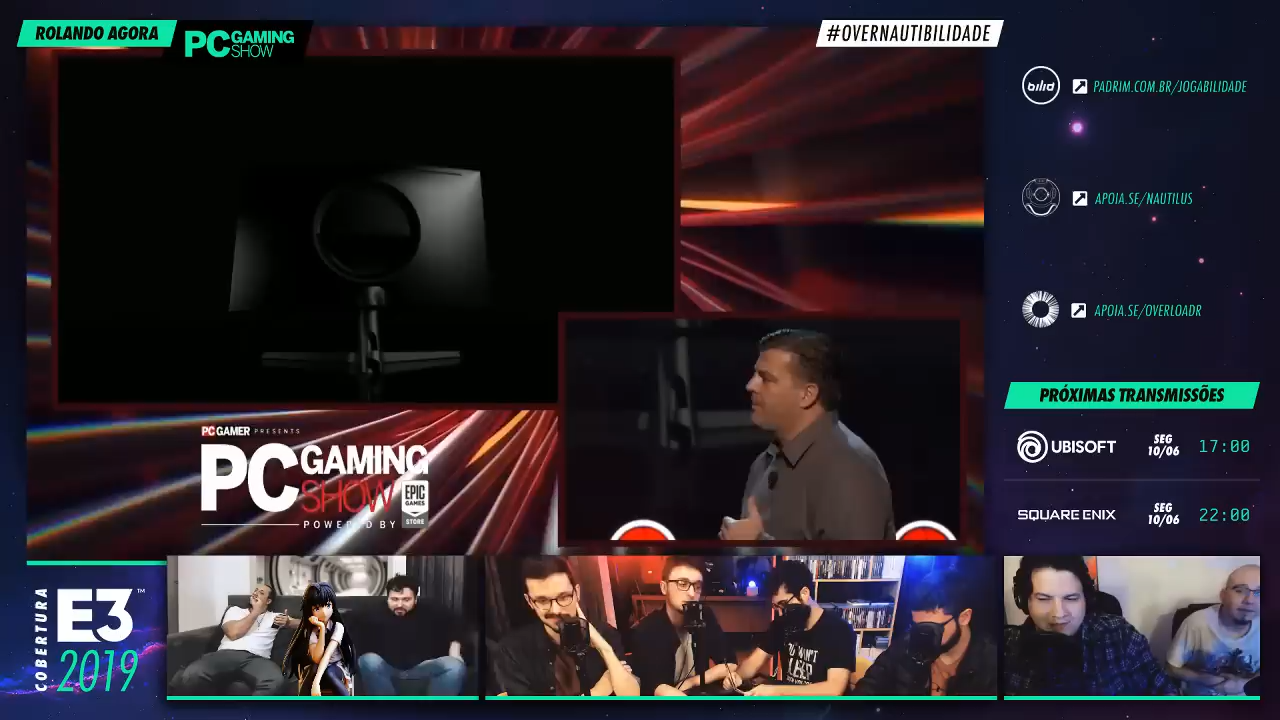 ROLANDO AGORA
PC GAMING SHOW
#OVERNAUTIBILIDADE
PADRIM.COM.BR/JOGABILIDADE
APOIA.SE/NAUTILUS
APOIA.SE/OVERLOADR
PRÓXIMAS TRANSMISSÕES
UBISOFT SEG 10/06 17:00
SQUARE ENIX SEG 10/06 22:00
PC GAMER PRESENTS
PC GAMING
SHOW
POWERED BY
EPIC GAMES STORE
COBERTURA
E3™
2019